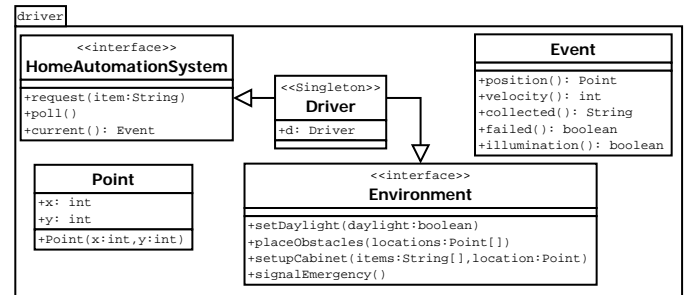 driver
<<interface>>
HomeAutomationSystem
+request(item:String)
+poll()
+current(): Event
<<Singleton>>
Driver
+d: Driver
Event
+position(): Point
+velocity(): int
+collected(): String
+failed(): boolean
+illumination(): boolean
Point
+x: int
+y: int
+Point(x:int,y:int)
<<interface>>
Environment
+setDaylight(daylight:boolean)
+placeObstacles(locations:Point[])
+setupCabinet(items:String[],location:Point)
+signalEmergency()